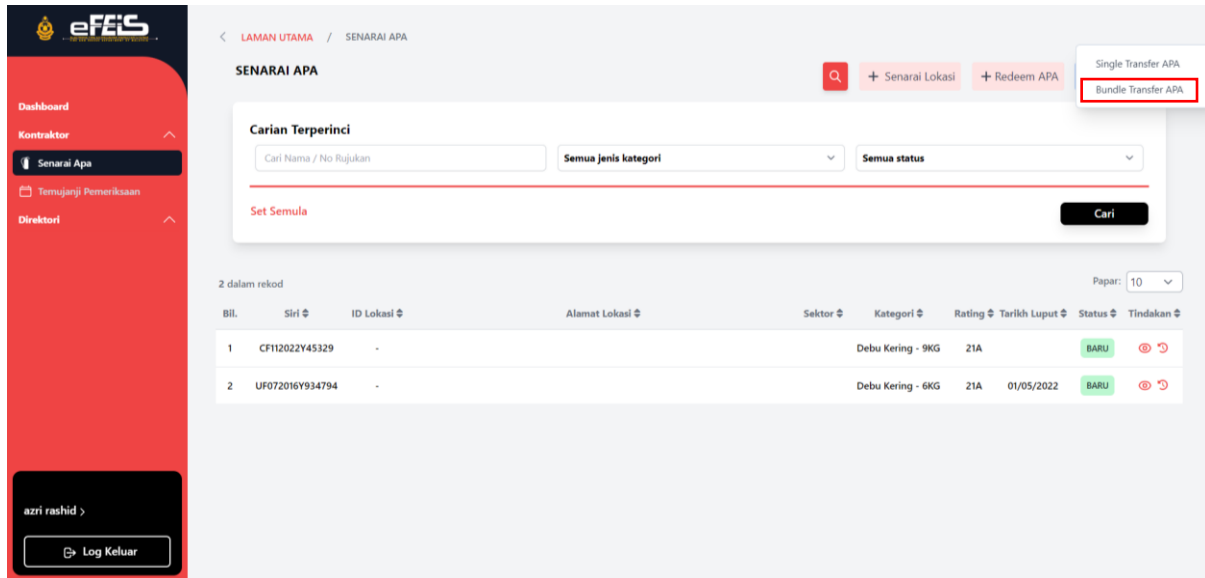 eFEiS
LAMAN UTAMA / SENARAI APA
SENARAI APA
+ Senarai Lokasi
+ Redeem APA
Single Transfer APA
Bundle Transfer APA
Dashboard
Kontraktor
Senarai Apa
Temujanji Pemeriksaan
Direktori
Carian Terperinci
Cari Nama / No Rujukan
Semua jenis kategori
Semua status
Set Semula
Cari
2 dalam rekod
Papar: 10
Bil. Siri ID Lokasi Alamat Lokasi Sektor Kategori Rating Tarikh Luput Status Tindakan
1 CF112022Y45329 - Debu Kering - 9KG 21A BARU
2 UF072016Y934794 - Debu Kering - 6KG 21A 01/05/2022 BARU
azri rashid >
Log Keluar